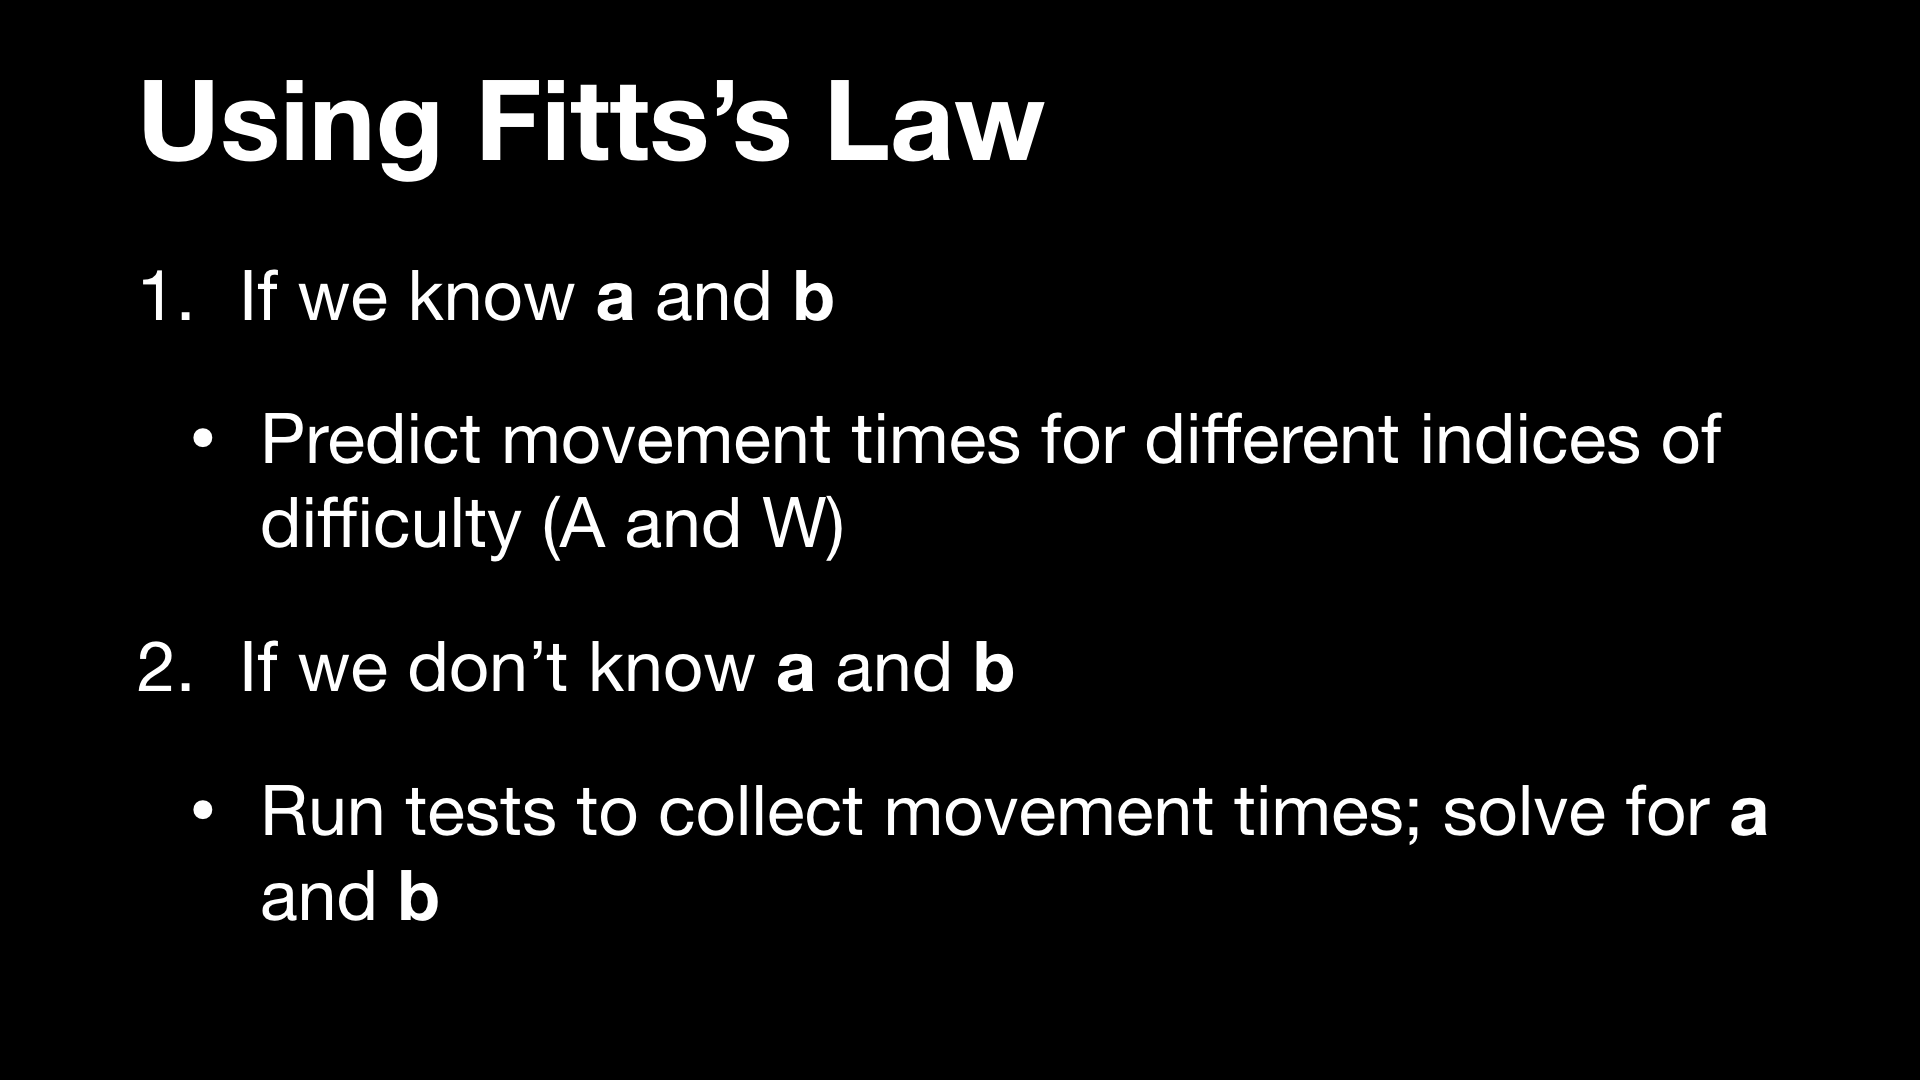 Using Fitts’s Law
1. If we know a and b
• Predict movement times for different indices of
difficulty (A and W)
2. If we don’t know a and b
• Run tests to collect movement times; solve for a
and b